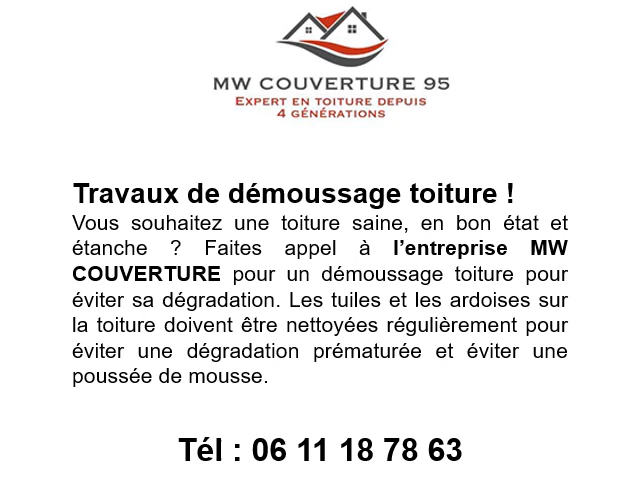 MW COUVERTURE 95
EXPERT EN TOITURE DEPUIS
4 GÉNÉRATIONS
Travaux de démoussage toiture !
Vous souhaitez une toiture saine, en bon état et
étanche ? Faites appel à l’entreprise MW
COUVERTURE pour un démoussage toiture pour
éviter sa dégradation. Les tuiles et les ardoises sur
la toiture doivent être nettoyées régulièrement pour
éviter une dégradation prématurée et éviter une
poussée de mousse.
Tél : 06 11 18 78 63